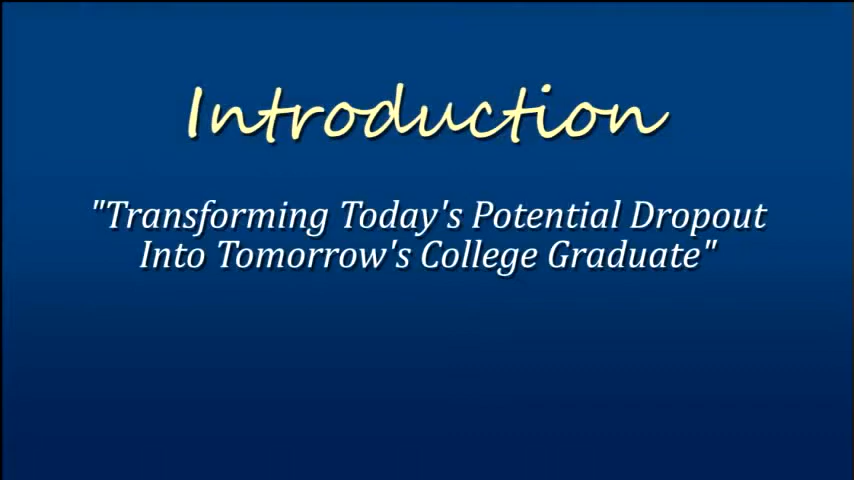 Introduction
"Transforming Today's Potential Dropout
Into Tomorrow's College Graduate"